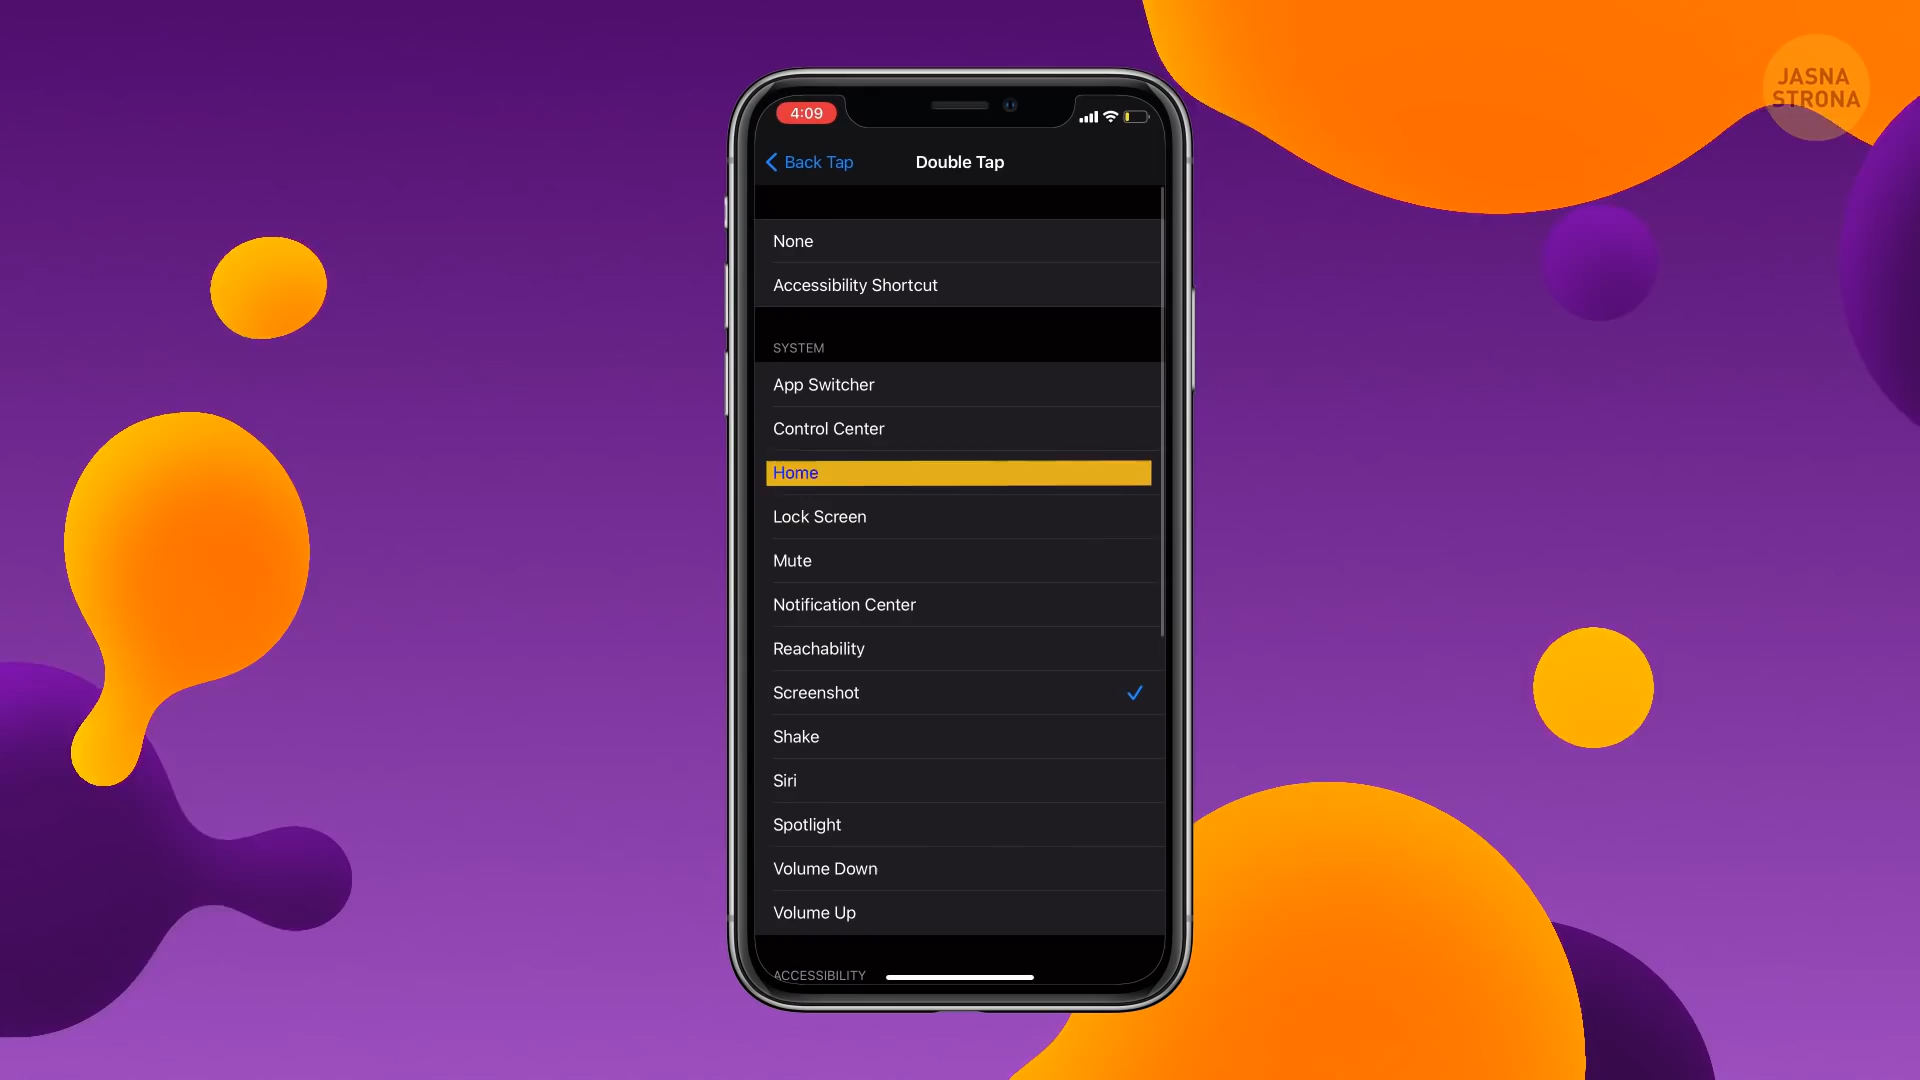 JASNA
STRONA
4:09
Back Tap
Double Tap
None
Accessibility Shortcut
SYSTEM
App Switcher
Control Center
Home
Lock Screen
Mute
Notification Center
Reachability
Screenshot
Shake
Siri
Spotlight
Volume Down
Volume Up
ACCESSIBILITY